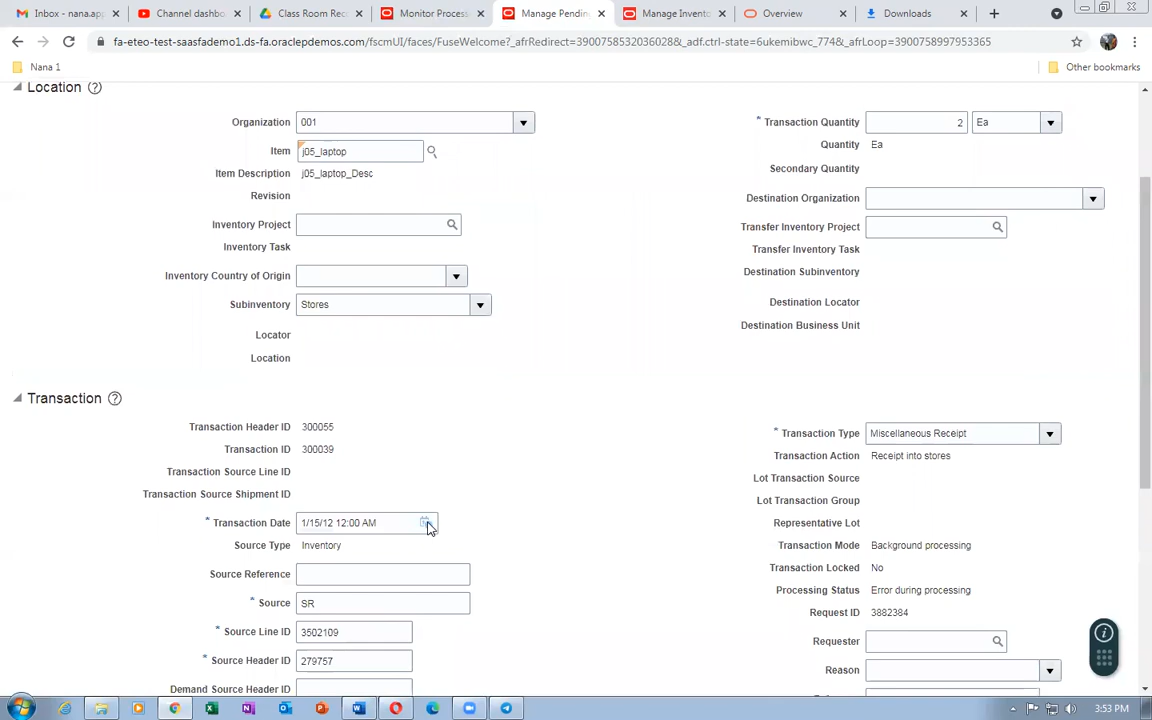 Inbox - nana.app
Channel dashbo
Class Room Rec
Monitor Process
Manage Pendin
Manage Invento
Overview
Downloads
fa-eteo-test-saasfademo1.ds-fa.oraclepdemos.com/fscmUI/faces/FuseWelcome?_afrRedirect=3900758532036028&_adf.ctrl-state=6ukemibwc_774&_afrLoop=3900758997953365
Nana 1
Other bookmarks
Location
Organization 001
* Transaction Quantity 2 Ea
Item j05_laptop
Quantity Ea
Item Description j05_laptop_Desc
Secondary Quantity
Revision
Destination Organization
Inventory Project
Transfer Inventory Project
Inventory Task
Transfer Inventory Task
Inventory Country of Origin
Destination Subinventory
Subinventory Stores
Destination Locator
Locator
Destination Business Unit
Location
Transaction
Transaction Header ID 300055
* Transaction Type Miscellaneous Receipt
Transaction ID 300039
Transaction Action Receipt into stores
Transaction Source Line ID
Lot Transaction Source
Transaction Source Shipment ID
Lot Transaction Group
* Transaction Date 1/15/12 12:00 AM
Representative Lot
Source Type Inventory
Transaction Mode Background processing
Source Reference
Transaction Locked No
* Source SR
Processing Status Error during processing
Request ID 3882384
* Source Line ID 3502109
Requester
* Source Header ID 279757
Reason
Demand Source Header ID
3:53 PM